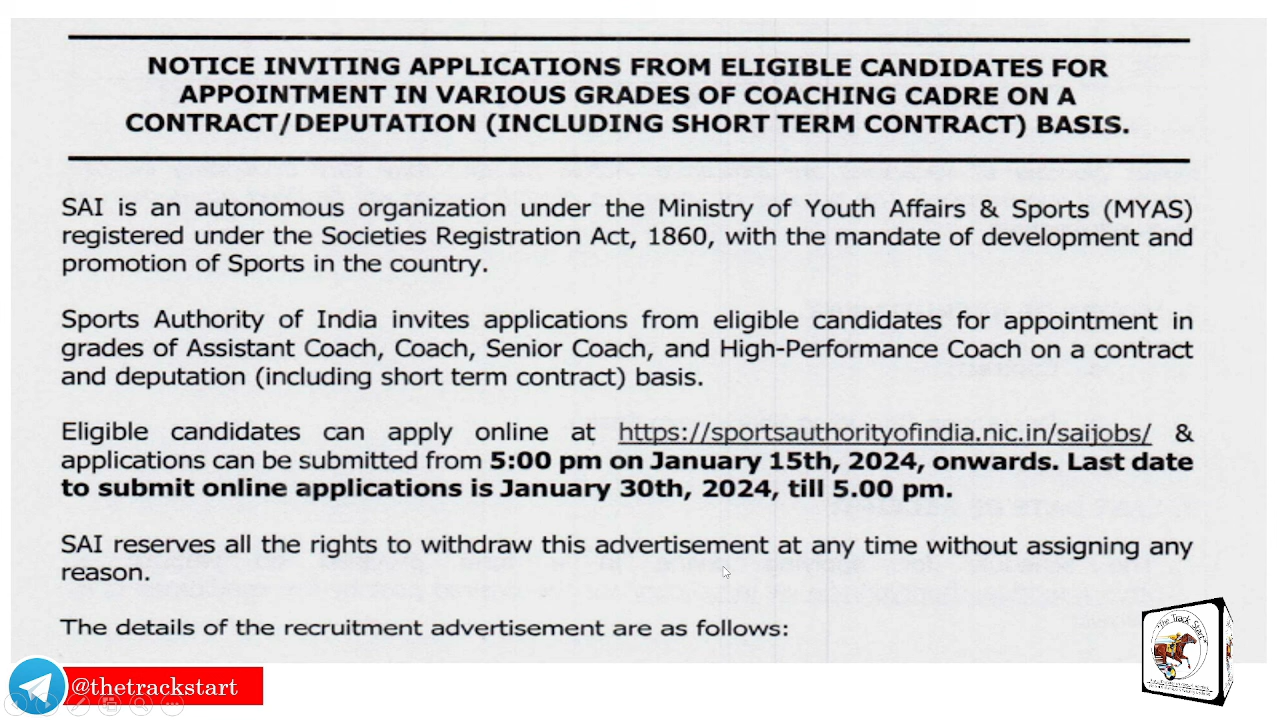 NOTICE INVITING APPLICATIONS FROM ELIGIBLE CANDIDATES FOR
APPOINTMENT IN VARIOUS GRADES OF COACHING CADRE ON A
CONTRACT/DEPUTATION (INCLUDING SHORT TERM CONTRACT) BASIS.
SAI is an autonomous organization under the Ministry of Youth Affairs & Sports (MYAS)
registered under the Societies Registration Act, 1860, with the mandate of development and
promotion of Sports in the country.
Sports Authority of India invites applications from eligible candidates for appointment in
grades of Assistant Coach, Coach, Senior Coach, and High-Performance Coach on a contract
and deputation (including short term contract) basis.
Eligible candidates can apply online at https://sportsauthorityofindia.nic.in/saijobs/ &
applications can be submitted from 5:00 pm on January 15th, 2024, onwards. Last date
to submit online applications is January 30th, 2024, till 5.00 pm.
SAI reserves all the rights to withdraw this advertisement at any time without assigning any
reason.
The details of the recruitment advertisement are as follows:
"The Track Start"
@thetrackstart